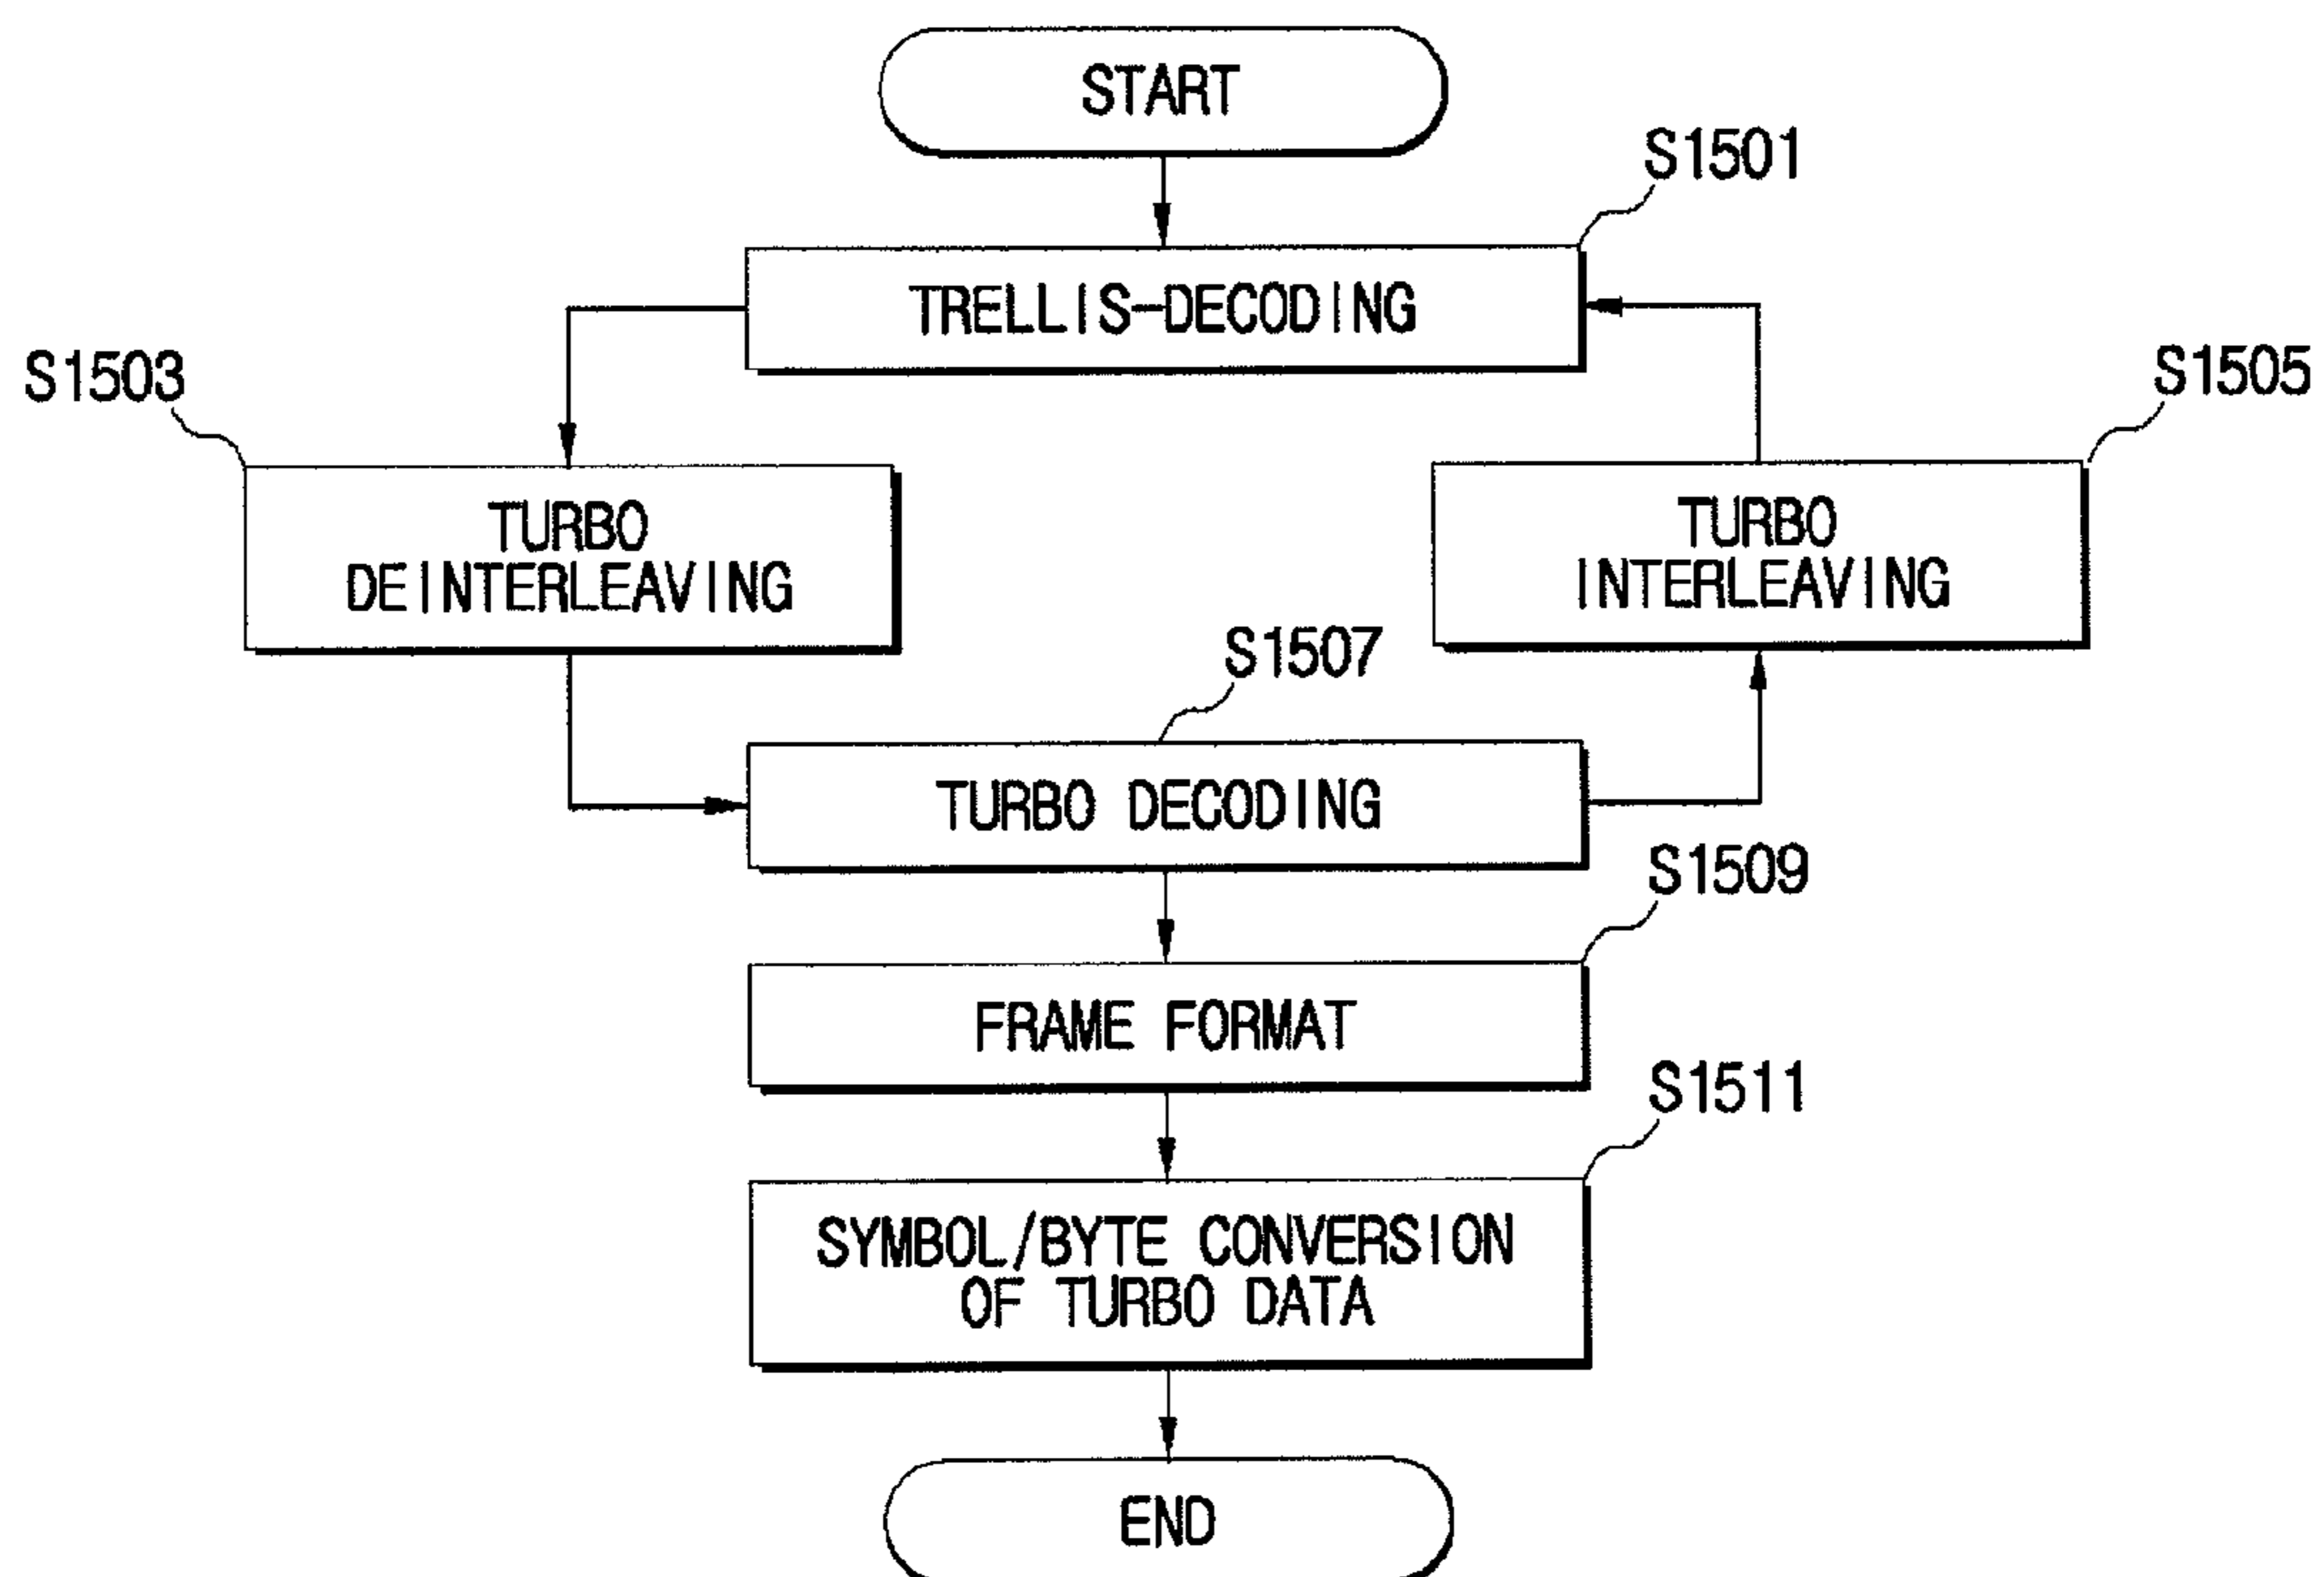 START
S1501
TRELLIS-DECODING
S1503
S1505
TURBO
DEINTERLEAVING
TURBO
INTERLEAVING
S1507
TURBO DECODING
S1509
FRAME FORMAT
S1511
SYMBOL/BYTE CONVERSION
OF TURBO DATA
END